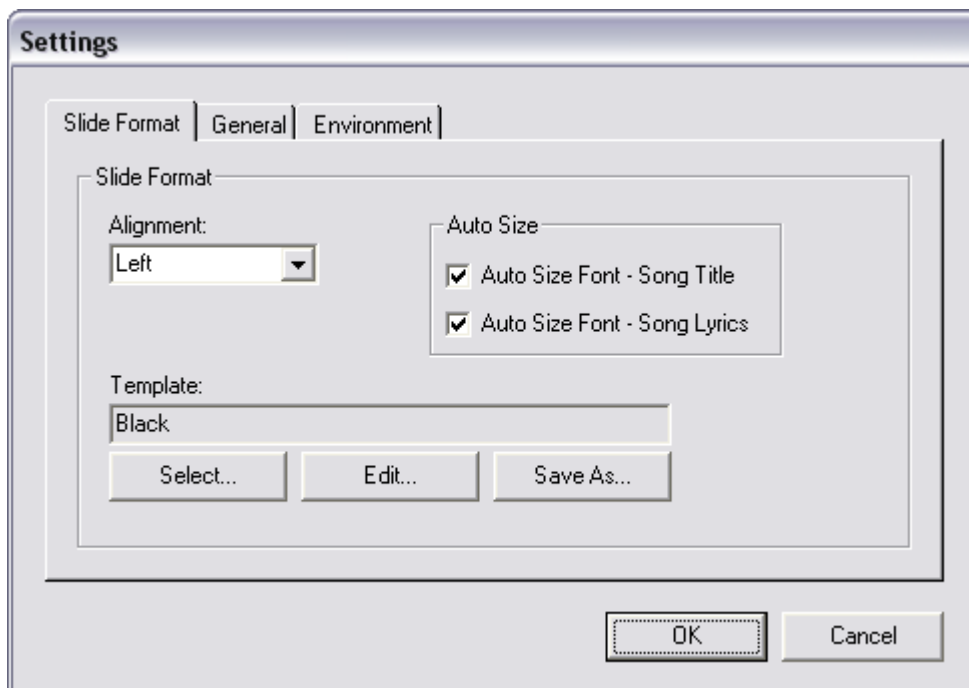 Settings
Slide Format General Environment
Slide Format
Alignment:
Left
Auto Size
Auto Size Font - Song Title
Auto Size Font - Song Lyrics
Template:
Black
Select... Edit... Save As...
OK Cancel